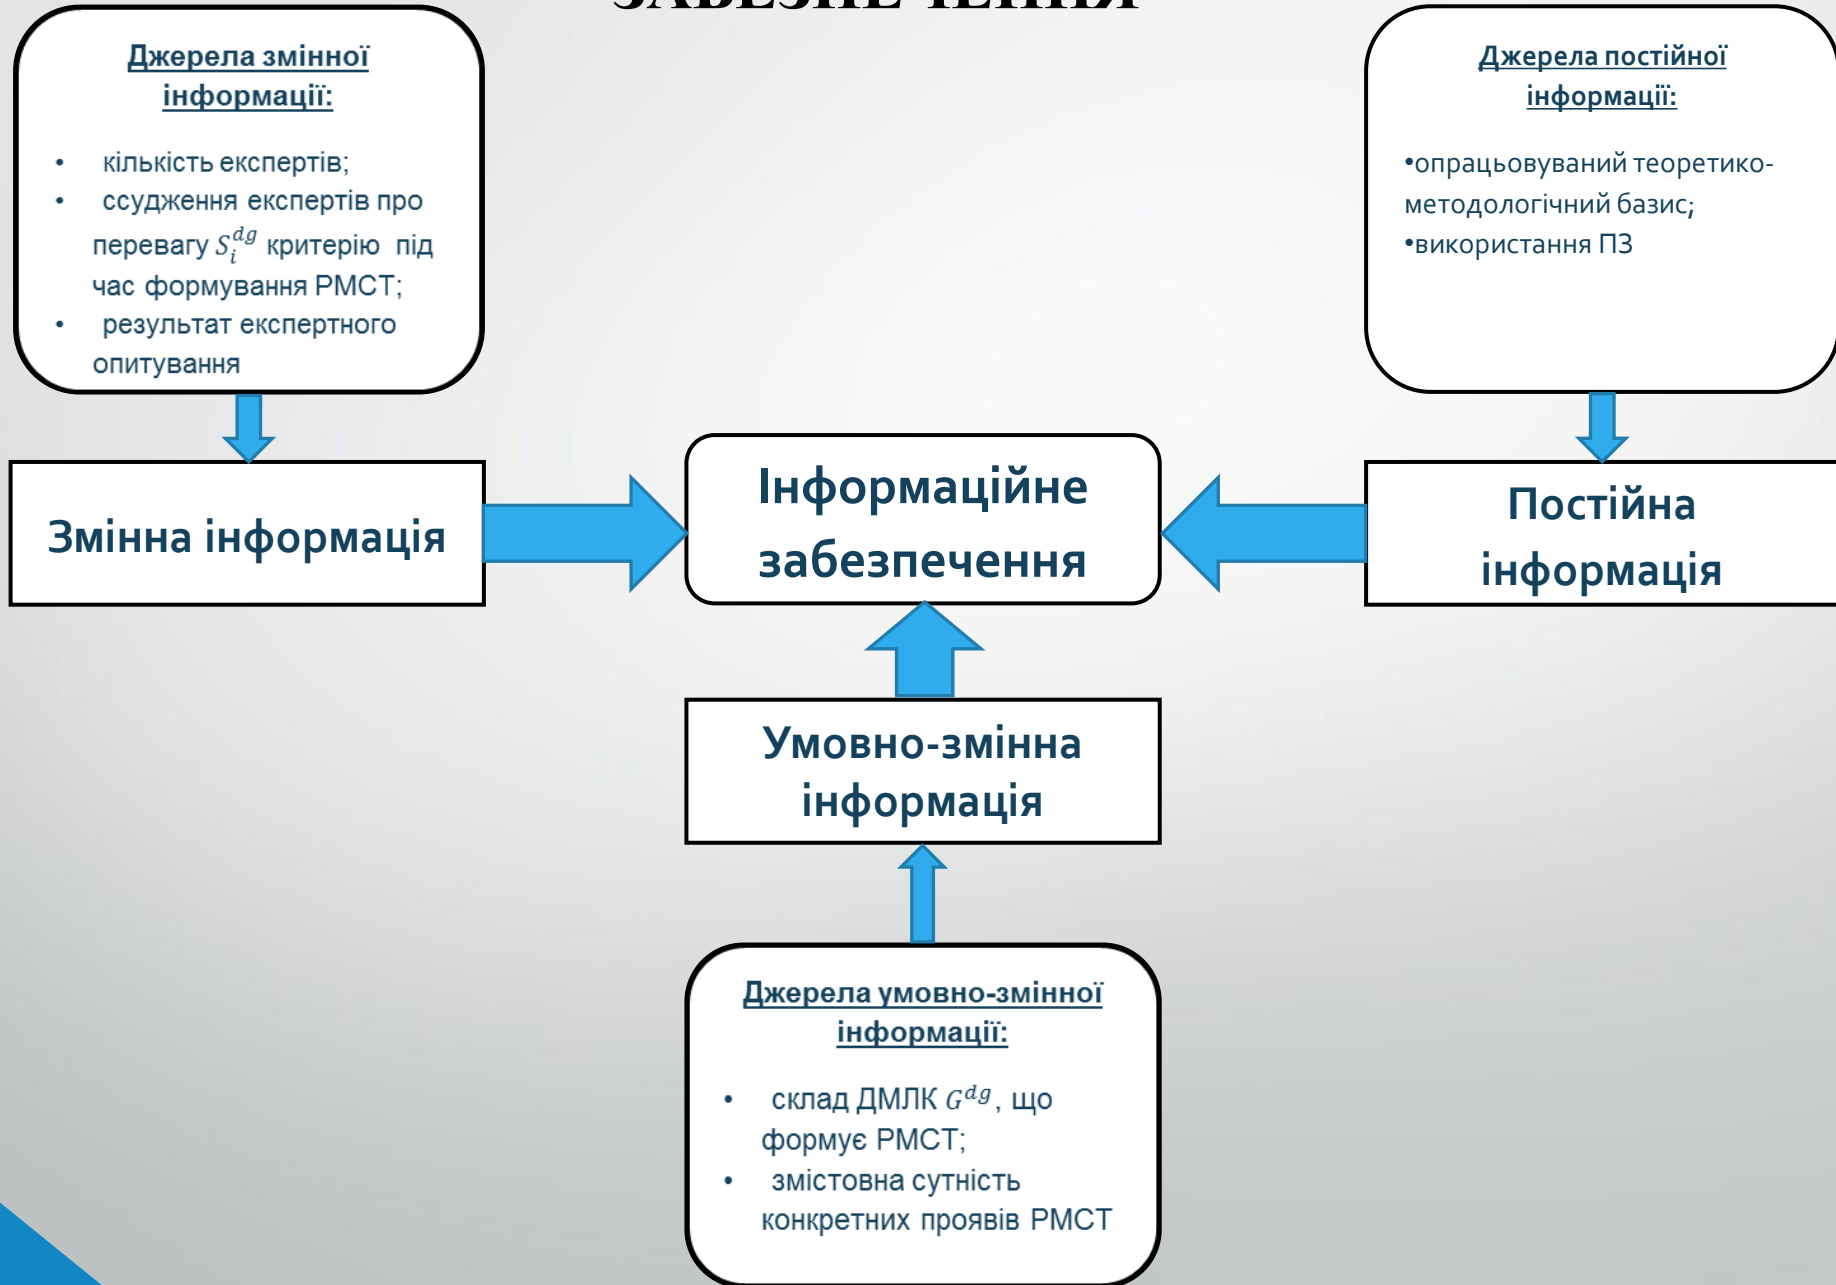 ЗАБЕЗПЕЧЕННЯ
Джерела змінної
інформації:
• кількість експертів;
• ссудження експертів про
перевагу $S_i^{dg}$ критерію під
час формування РМСТ;
• результат експертного
опитування
Джерела постійної
інформації:
•опрацьовуваний теоретико-
методологічний базис;
•використання ПЗ
Змінна інформація
Інформаційне
забезпечення
Постійна
інформація
Умовно-змінна
інформація
Джерела умовно-змінної
інформації:
• склад ДМЛК $G^{dg}$, що
формує РМСТ;
• змістовна сутність
конкретних проявів РМСТ